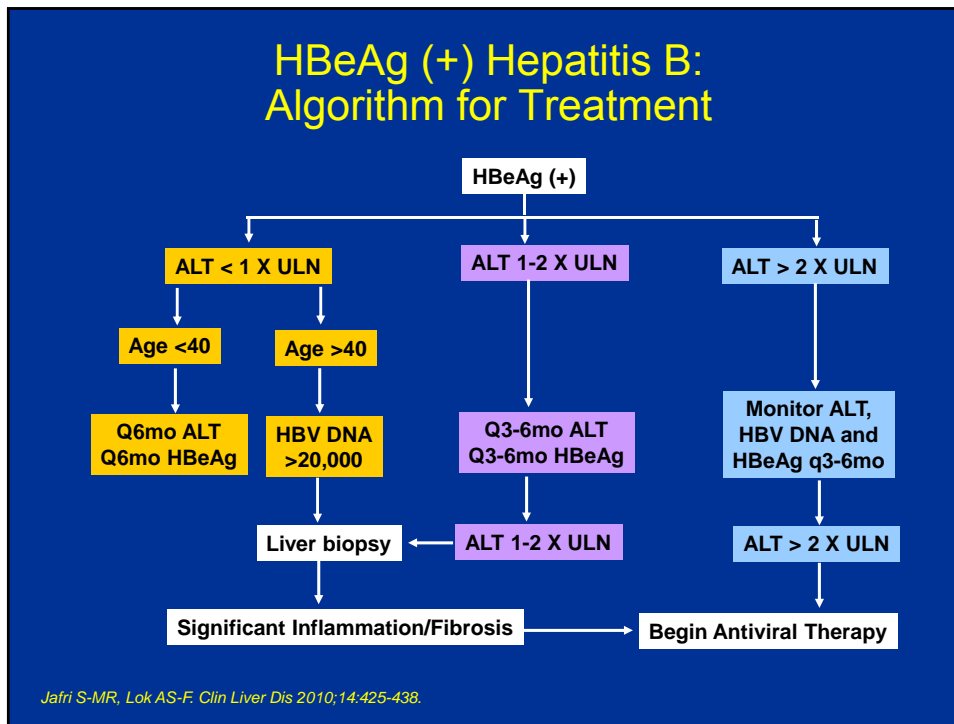 HBeAg (+) Hepatitis B:
Algorithm for Treatment
HBeAg (+)
ALT < 1 X ULN
ALT 1-2 X ULN
ALT > 2 X ULN
Age <40
Age >40
Q6mo ALT
Q6mo HBeAg
HBV DNA
>20,000
Q3-6mo ALT
Q3-6mo HBeAg
Monitor ALT,
HBV DNA and
HBeAg q3-6mo
Liver biopsy
ALT 1-2 X ULN
ALT > 2 X ULN
Significant Inflammation/Fibrosis
Begin Antiviral Therapy
Jafri S-MR, Lok AS-F. Clin Liver Dis 2010;14:425-438.